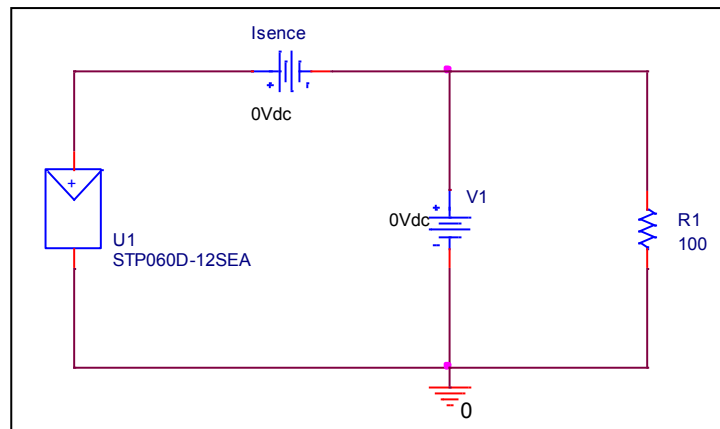 Isence
0Vdc
U1
STP060D-12SEA
V1
0Vdc
R1
100
0